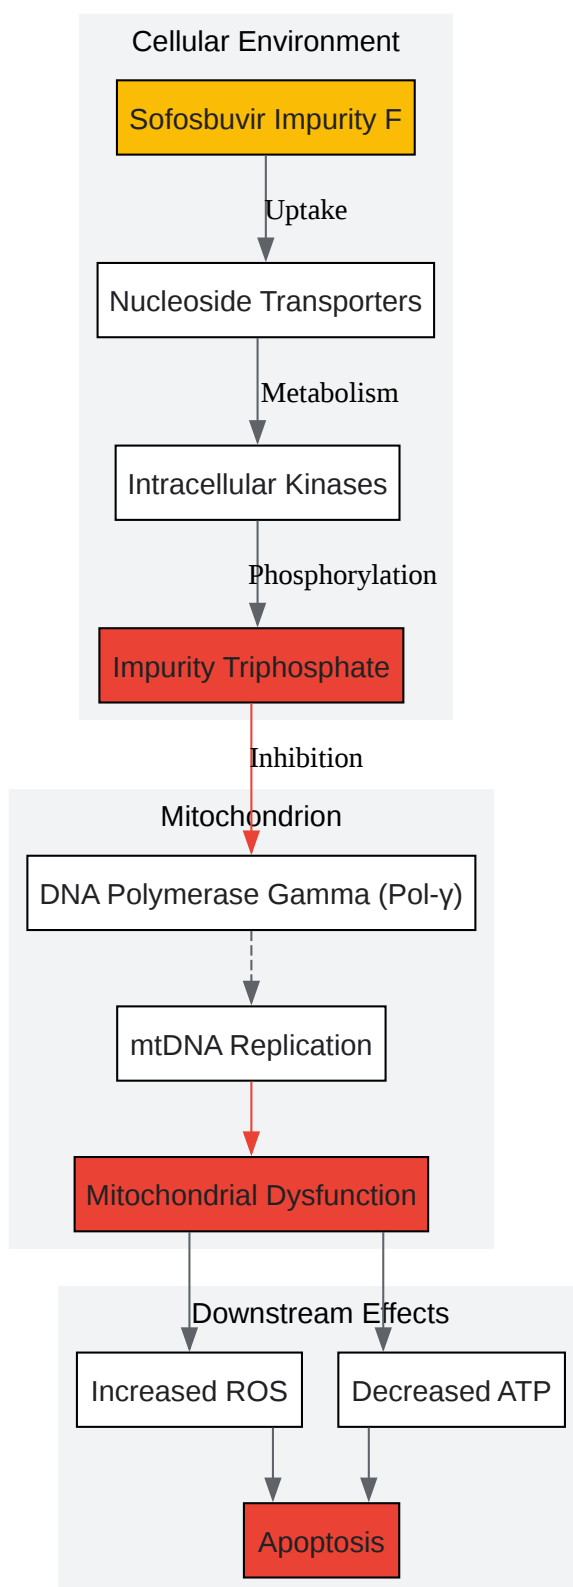 Cellular Environment
Sofosbuvir Impurity F
Uptake
Nucleoside Transporters
Metabolism
Intracellular Kinases
Phosphorylation
Impurity Triphosphate
Inhibition
Mitochondrion
DNA Polymerase Gamma (Pol-γ)
mtDNA Replication
Mitochondrial Dysfunction
Downstream Effects
Increased ROS
Decreased ATP
Apoptosis